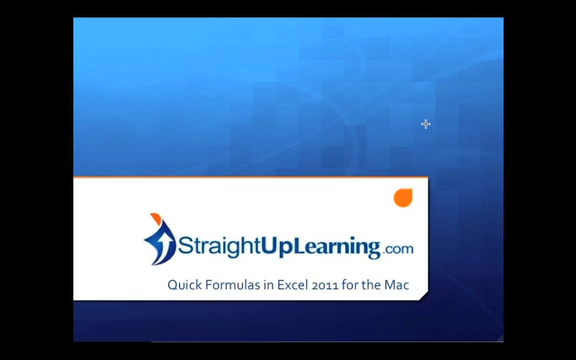 StraightUpLearning.com
Quick Formulas in Excel 2011 for the Mac